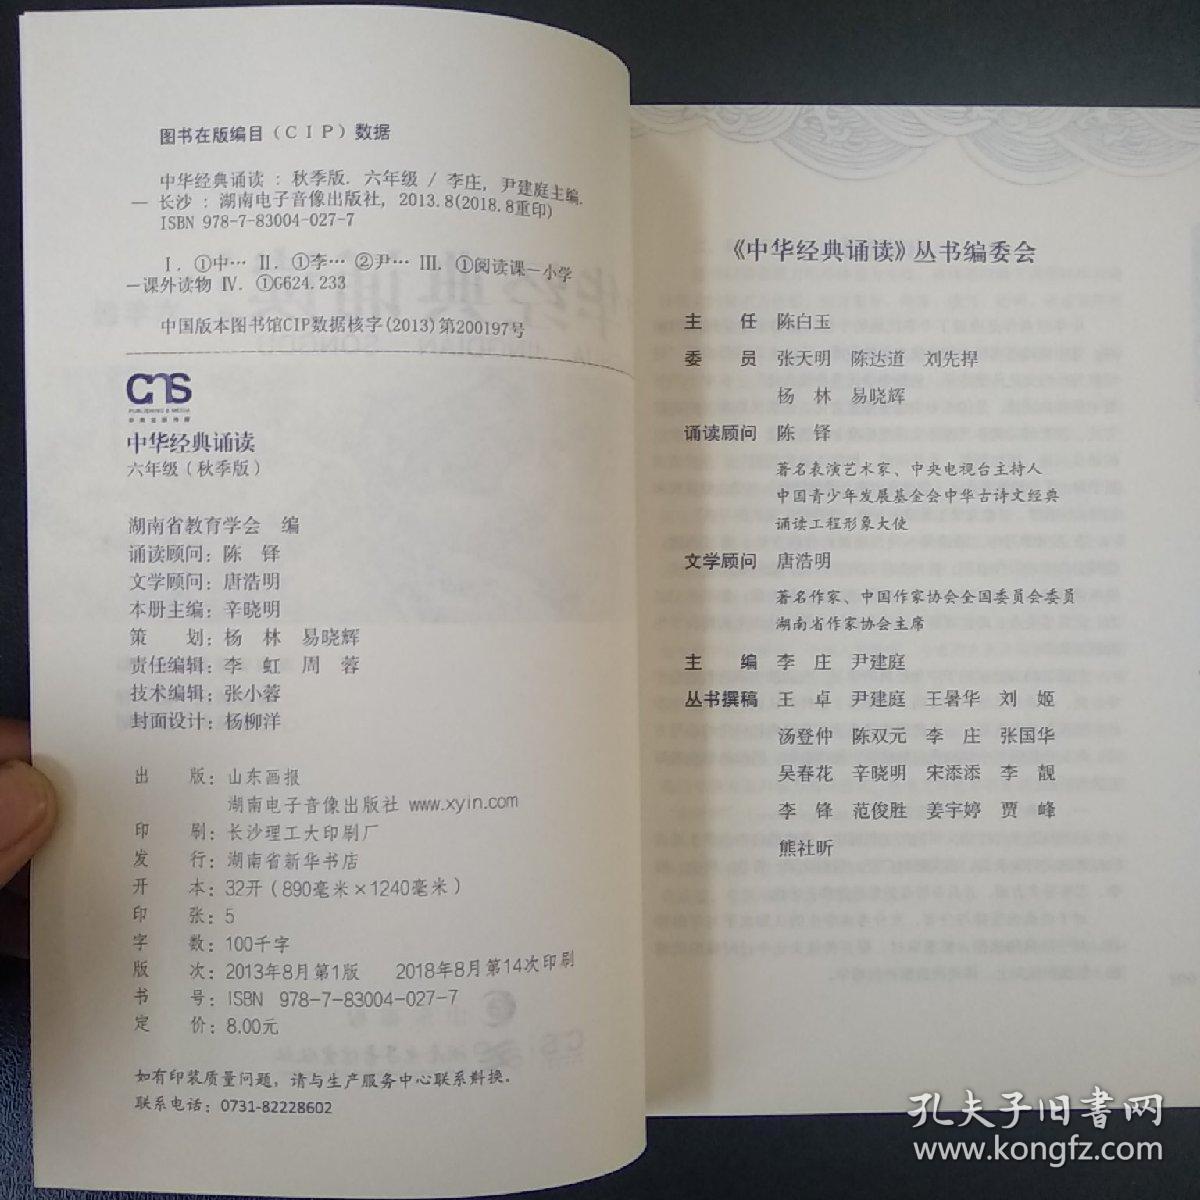 图书在版编目（CIP）数据
中华经典诵读：秋季版．六年级 / 李庄，尹建庭主编．
— 长沙：湖南电子音像出版社，2013.8(2018.8重印)
ISBN 978-7-83004-027-7
Ⅰ．①中… Ⅱ．①李… ②尹… Ⅲ．①阅读课－小学
－课外读物 Ⅳ．①G624.233
中国版本图书馆CIP数据核字(2013)第200197号
CNS
PUBLISHING & MEDIA
中南出版传媒
中华经典诵读
六年级（秋季版）
湖南省教育学会 编
诵读顾问：陈 铎
文学顾问：唐浩明
本册主编：辛晓明
策 划：杨 林 易晓辉
责任编辑：李 虹 周 蓉
技术编辑：张小蓉
封面设计：杨柳洋
出 版：山东画报
湖南电子音像出版社 www.xyin.com
印 刷：长沙理工大印刷厂
发 行：湖南省新华书店
开 本：32开（890毫米×1240毫米）
印 张：5
字 数：100千字
版 次：2013年8月第1版 2018年8月第14次印刷
书 号：ISBN 978-7-83004-027-7
定 价：8.00元
如有印装质量问题，请与生产服务中心联系斟换。
联系电话：0731-82228602
《中华经典诵读》丛书编委会
主 任 陈白玉
委 员 张天明 陈达道 刘先捍
杨 林 易晓辉
诵读顾问 陈 铎
著名表演艺术家、中央电视台主持人
中国青少年发展基金会中华古诗文经典
诵读工程形象大使
文学顾问 唐浩明
著名作家、中国作家协会全国委员会委员
湖南省作家协会主席
主 编 李 庄 尹建庭
丛书撰稿 王 卓 尹建庭 王暑华 刘 姬
汤登仲 陈双元 李 庄 张国华
吴春花 辛晓明 宋添添 李 靓
李 锋 范俊胜 姜宇婷 贾 峰
熊社昕
孔夫子旧书网
www.kongfz.com